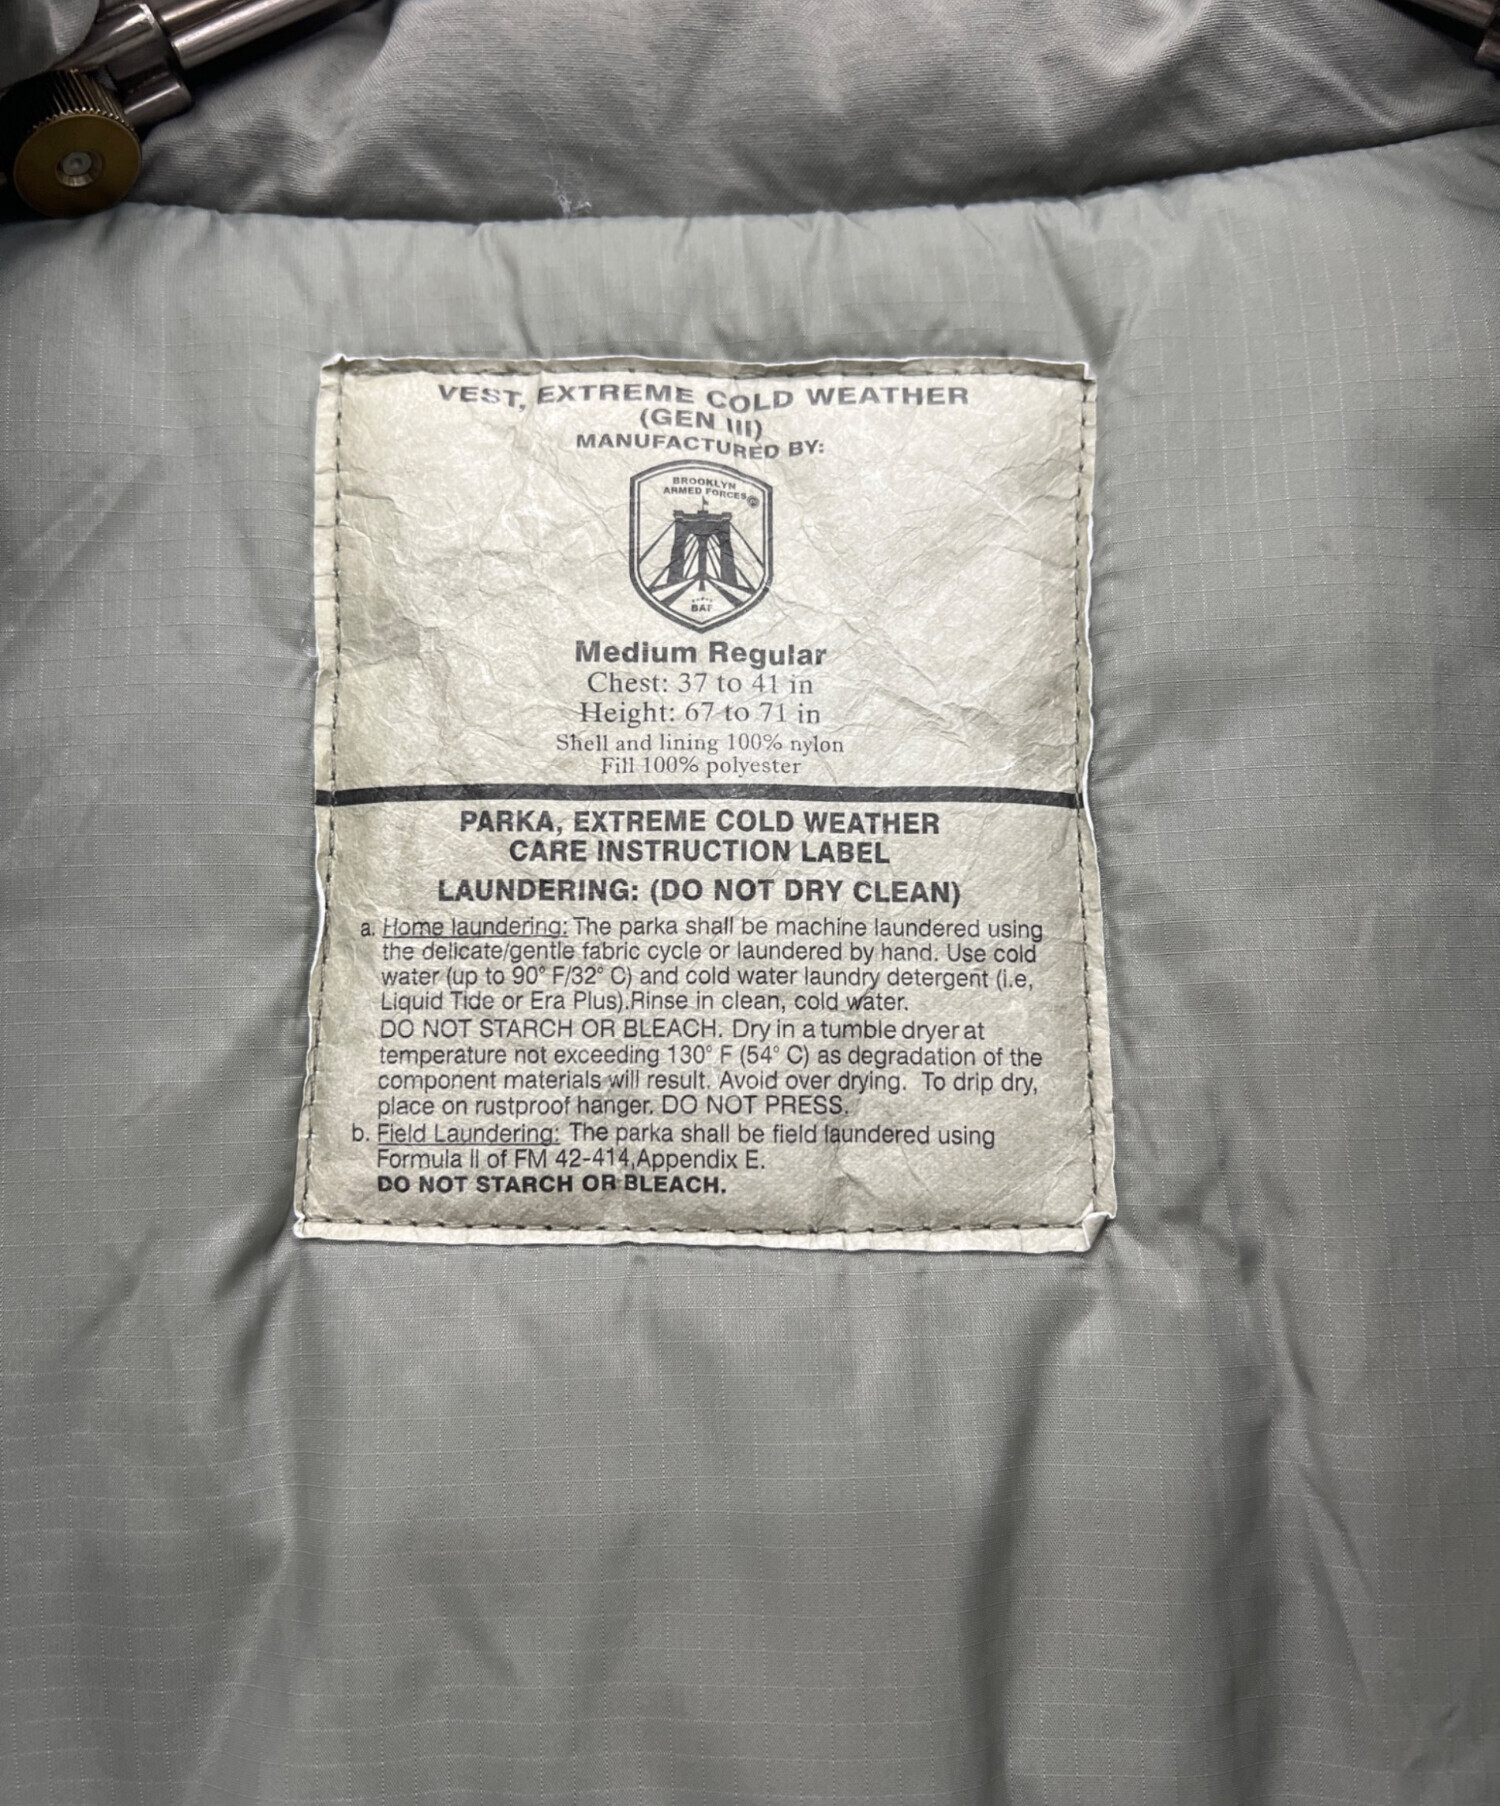 VEST, EXTREME COLD WEATHER
(GEN III)
MANUFACTURED BY:
BROOKLYN
ARMED FORCES®
BAF
Medium Regular
Chest: 37 to 41 in
Height: 67 to 71 in
Shell and lining 100% nylon
Fill 100% polyester
PARKA, EXTREME COLD WEATHER
CARE INSTRUCTION LABEL
LAUNDERING: (DO NOT DRY CLEAN)
a. Home laundering: The parka shall be machine laundered using
the delicate/gentle fabric cycle or laundered by hand. Use cold
water (up to 90° F/32° C) and cold water laundry detergent (i.e,
Liquid Tide or Era Plus).Rinse in clean, cold water.
DO NOT STARCH OR BLEACH. Dry in a tumble dryer at
temperature not exceeding 130° F (54° C) as degradation of the
component materials will result. Avoid over drying. To drip dry,
place on rustproof hanger. DO NOT PRESS.
b. Field Laundering: The parka shall be field laundered using
Formula II of FM 42-414,Appendix E.
DO NOT STARCH OR BLEACH.